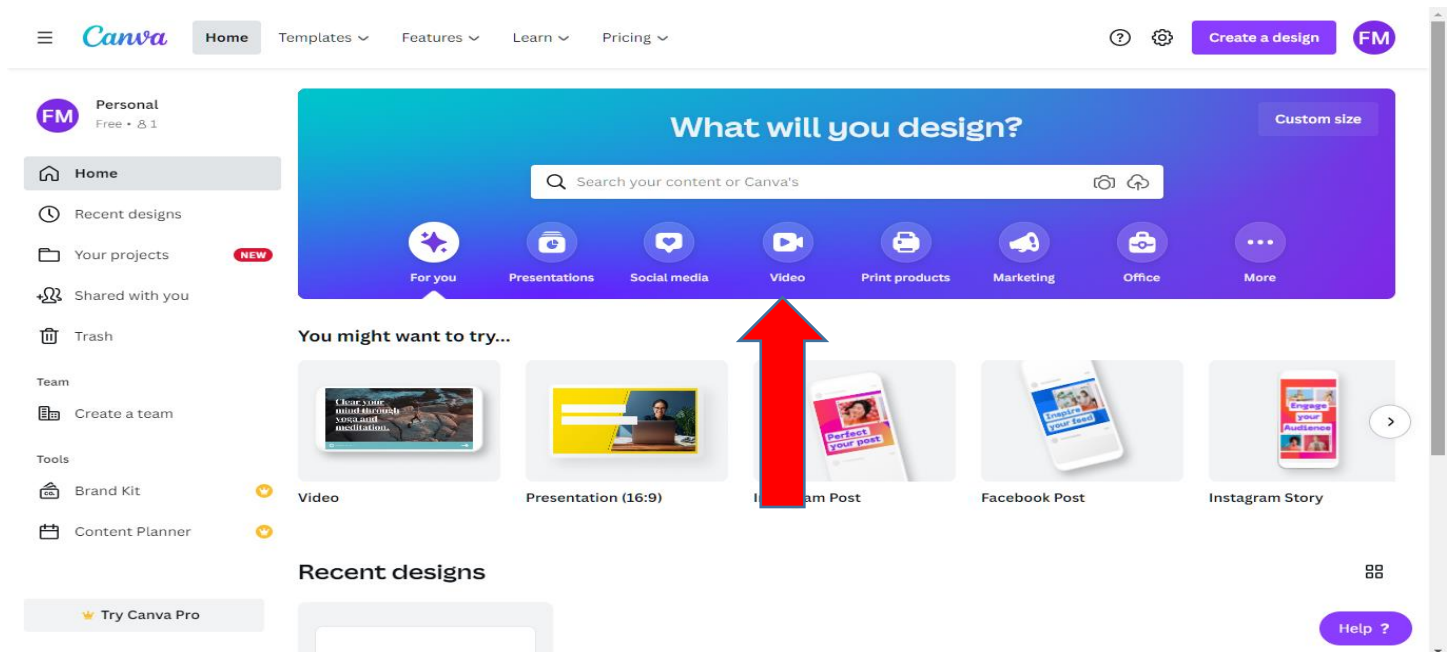 Canva
Home
Templates
Features
Learn
Pricing
Create a design
FM
FM
Personal
Free • 1
Home
Recent designs
Your projects
NEW
Shared with you
Trash
Team
Create a team
Tools
Brand Kit
CO.
Content Planner
Try Canva Pro
What will you design?
Custom size
Search your content or Canva's
For you
Presentations
Social media
Video
Print products
Marketing
Office
More
You might want to try...
Clear your
mind through
yoga and
meditation.
Perfect
your post
Inspire
your feed
Engage
your
Audience
Video
Presentation (16:9)
am Post
Facebook Post
Instagram Story
Recent designs
Help ?